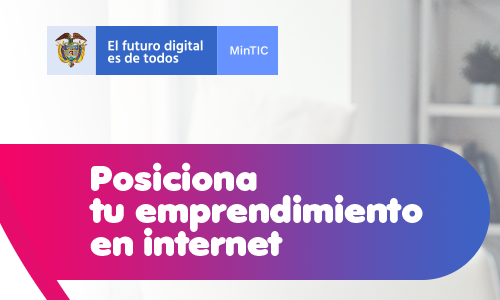 El futuro digital
es de todos
MinTIC
Posiciona
tu emprendimiento
en internet